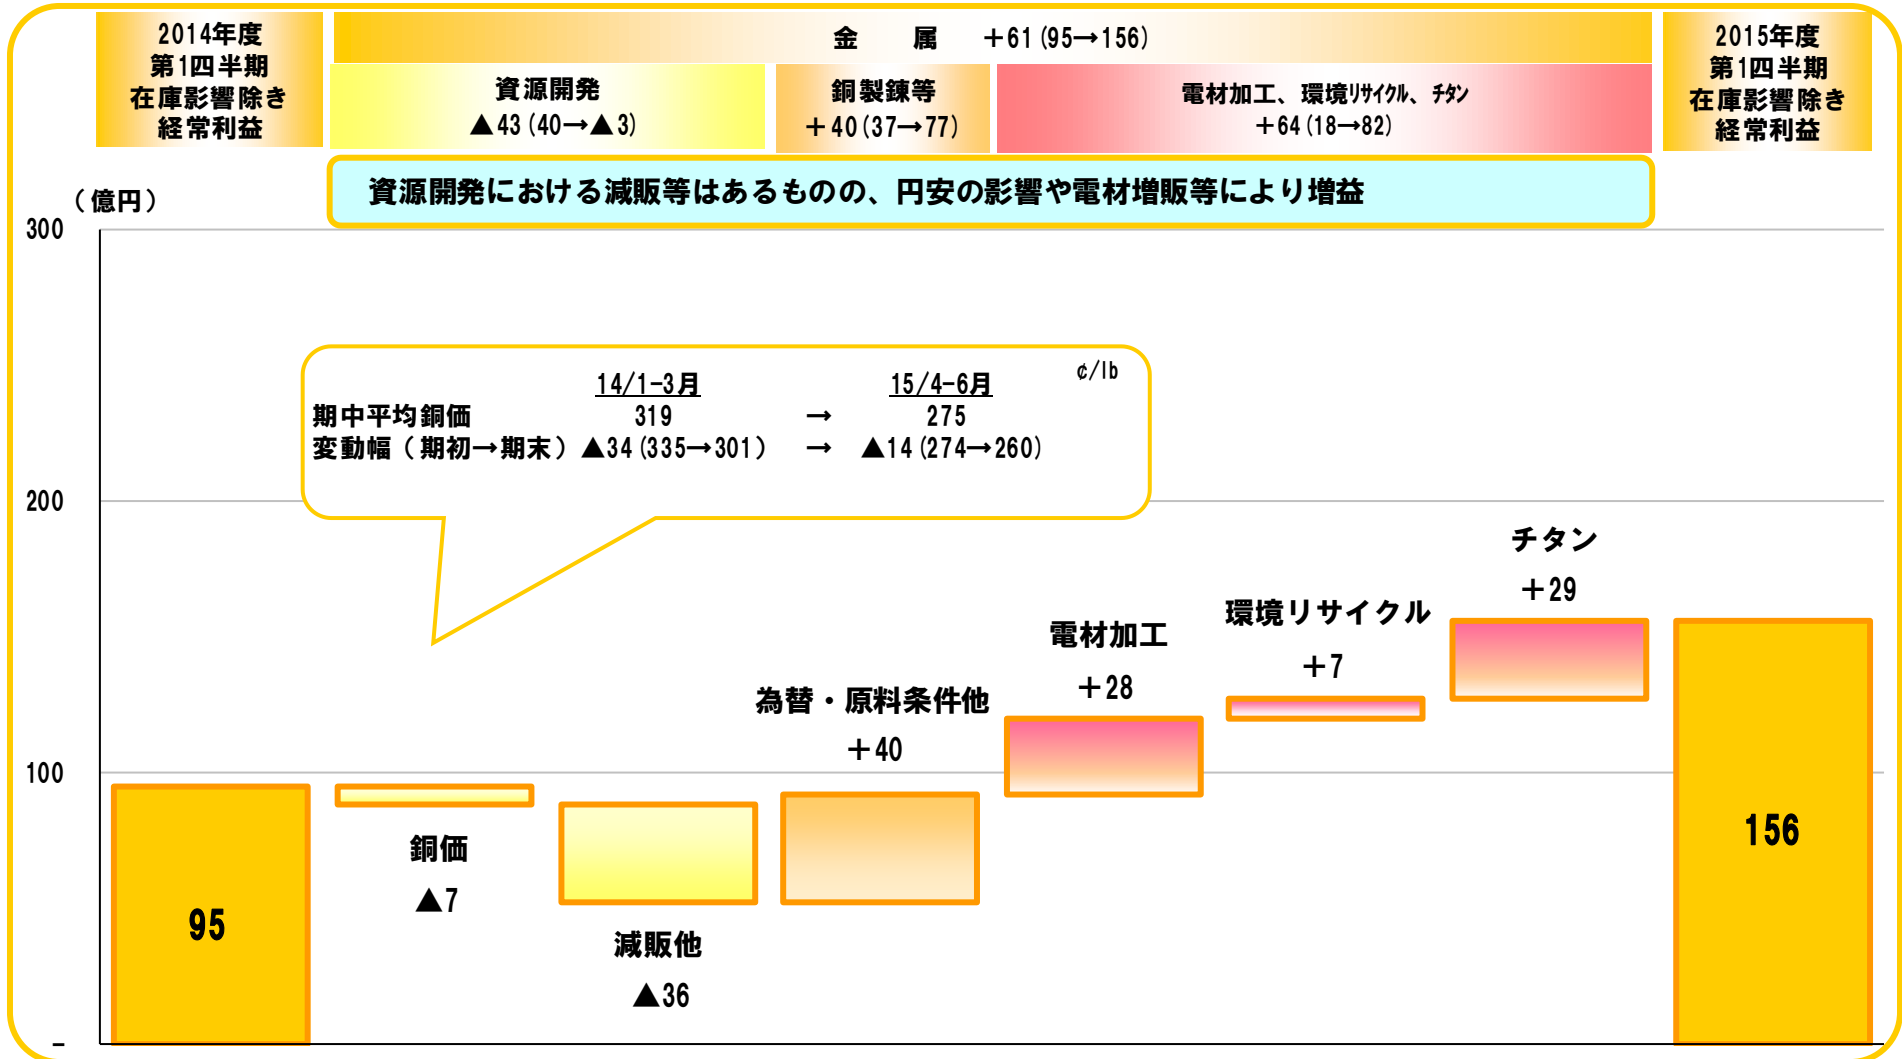 2014年度
第1四半期
在庫影響除き
経常利益
金　属　＋61(95→156)
資源開発
▲43(40→▲3)
銅製錬等
＋40(37→77)
電材加工、環境ﾘｻｲｸﾙ、ﾁﾀﾝ
＋64(18→82)
2015年度
第1四半期
在庫影響除き
経常利益
資源開発における減販等はあるものの、円安の影響や電材増販等により増益
（億円）
300
200
100
－
¢/lb
14/1-3月　15/4-6月
期中平均銅価　319　→　275
変動幅（期初→期末）▲34(335→301)　→　▲14(274→260)
95
銅価
▲7
減販他
▲36
為替・原料条件他
＋40
電材加工
＋28
環境リサイクル
＋7
チタン
＋29
156